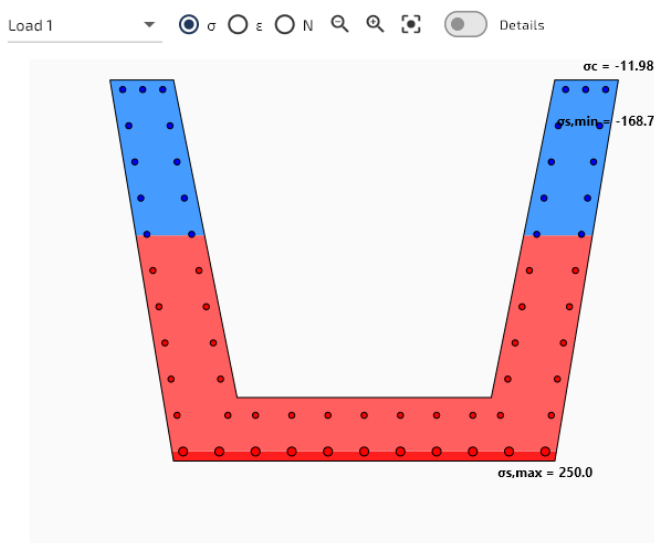 Load 1 σ ε N Details
σc = -11.98
σs,min = -168.7
σs,max = 250.0